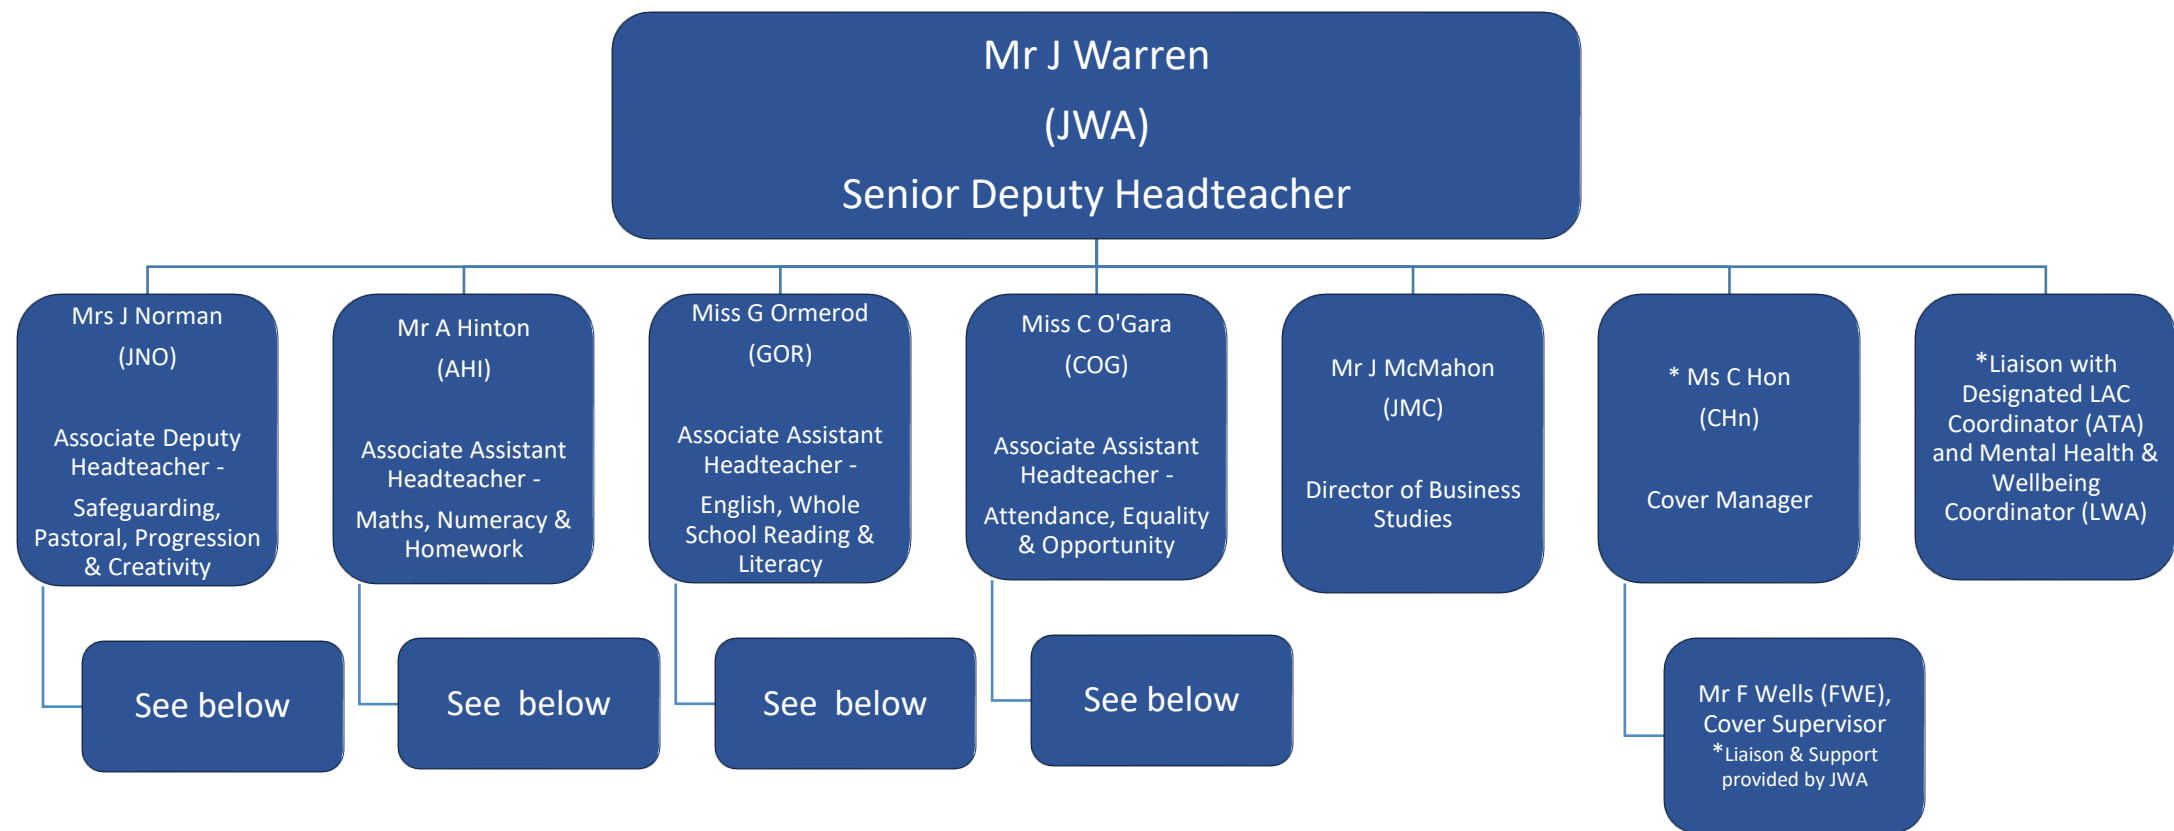 Mr J Warren
(JWA)
Senior Deputy Headteacher
Mrs J Norman
(JNO)
Associate Deputy
Headteacher -
Safeguarding,
Pastoral, Progression
& Creativity
See below
Mr A Hinton
(AHI)
Associate Assistant
Headteacher -
Maths, Numeracy &
Homework
See  below
Miss G Ormerod
(GOR)
Associate Assistant
Headteacher -
English, Whole
School Reading &
Literacy
See  below
Miss C O'Gara
(COG)
Associate Assistant
Headteacher -
Attendance, Equality
& Opportunity
See below
Mr J McMahon
(JMC)
Director of Business
Studies
* Ms C Hon
(CHn)
Cover Manager
Mr F Wells (FWE),
Cover Supervisor
*Liaison & Support
provided by JWA
*Liaison with
Designated LAC
Coordinator (ATA)
and Mental Health &
Wellbeing
Coordinator (LWA)